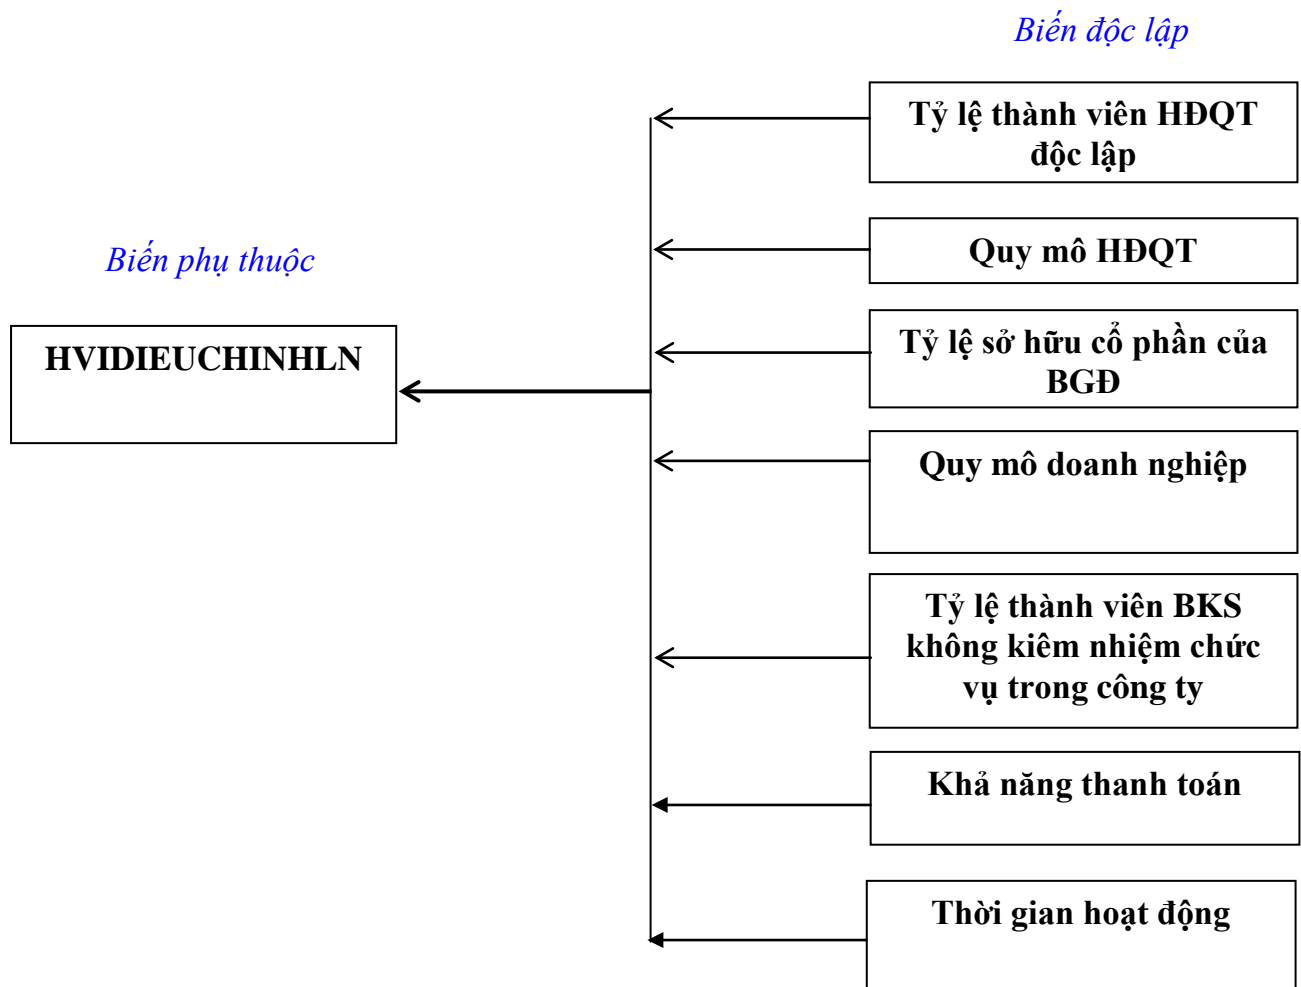 Biến độc lập
Tỷ lệ thành viên HĐQT
độc lập
Quy mô HĐQT
Biến phụ thuộc
HVIDIEUCHINHLN
Tỷ lệ sở hữu cổ phần của
BGĐ
Quy mô doanh nghiệp
Tỷ lệ thành viên BKS
không kiêm nhiệm chức
vụ trong công ty
Khả năng thanh toán
Thời gian hoạt động